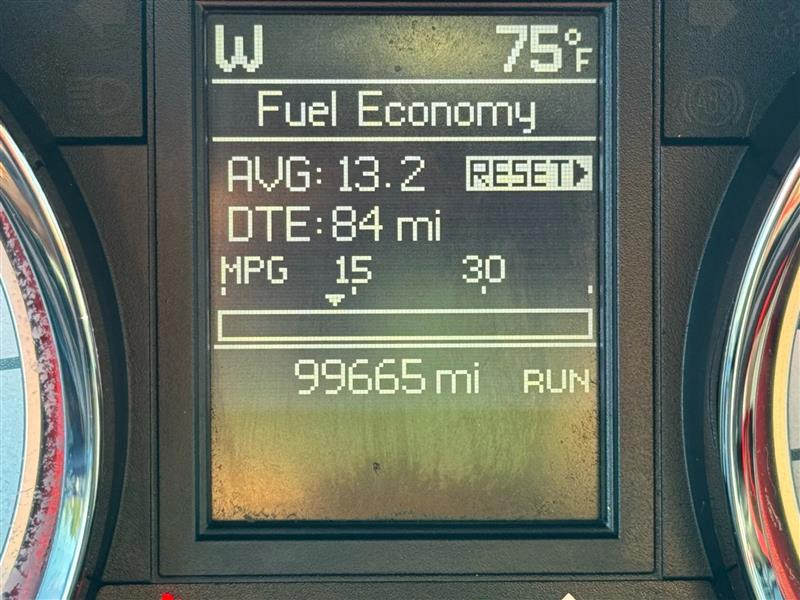 W 75°F
Fuel Economy
AVG: 13.2 RESET
DTE: 84 mi
MPG 15 30
99665 mi RUN